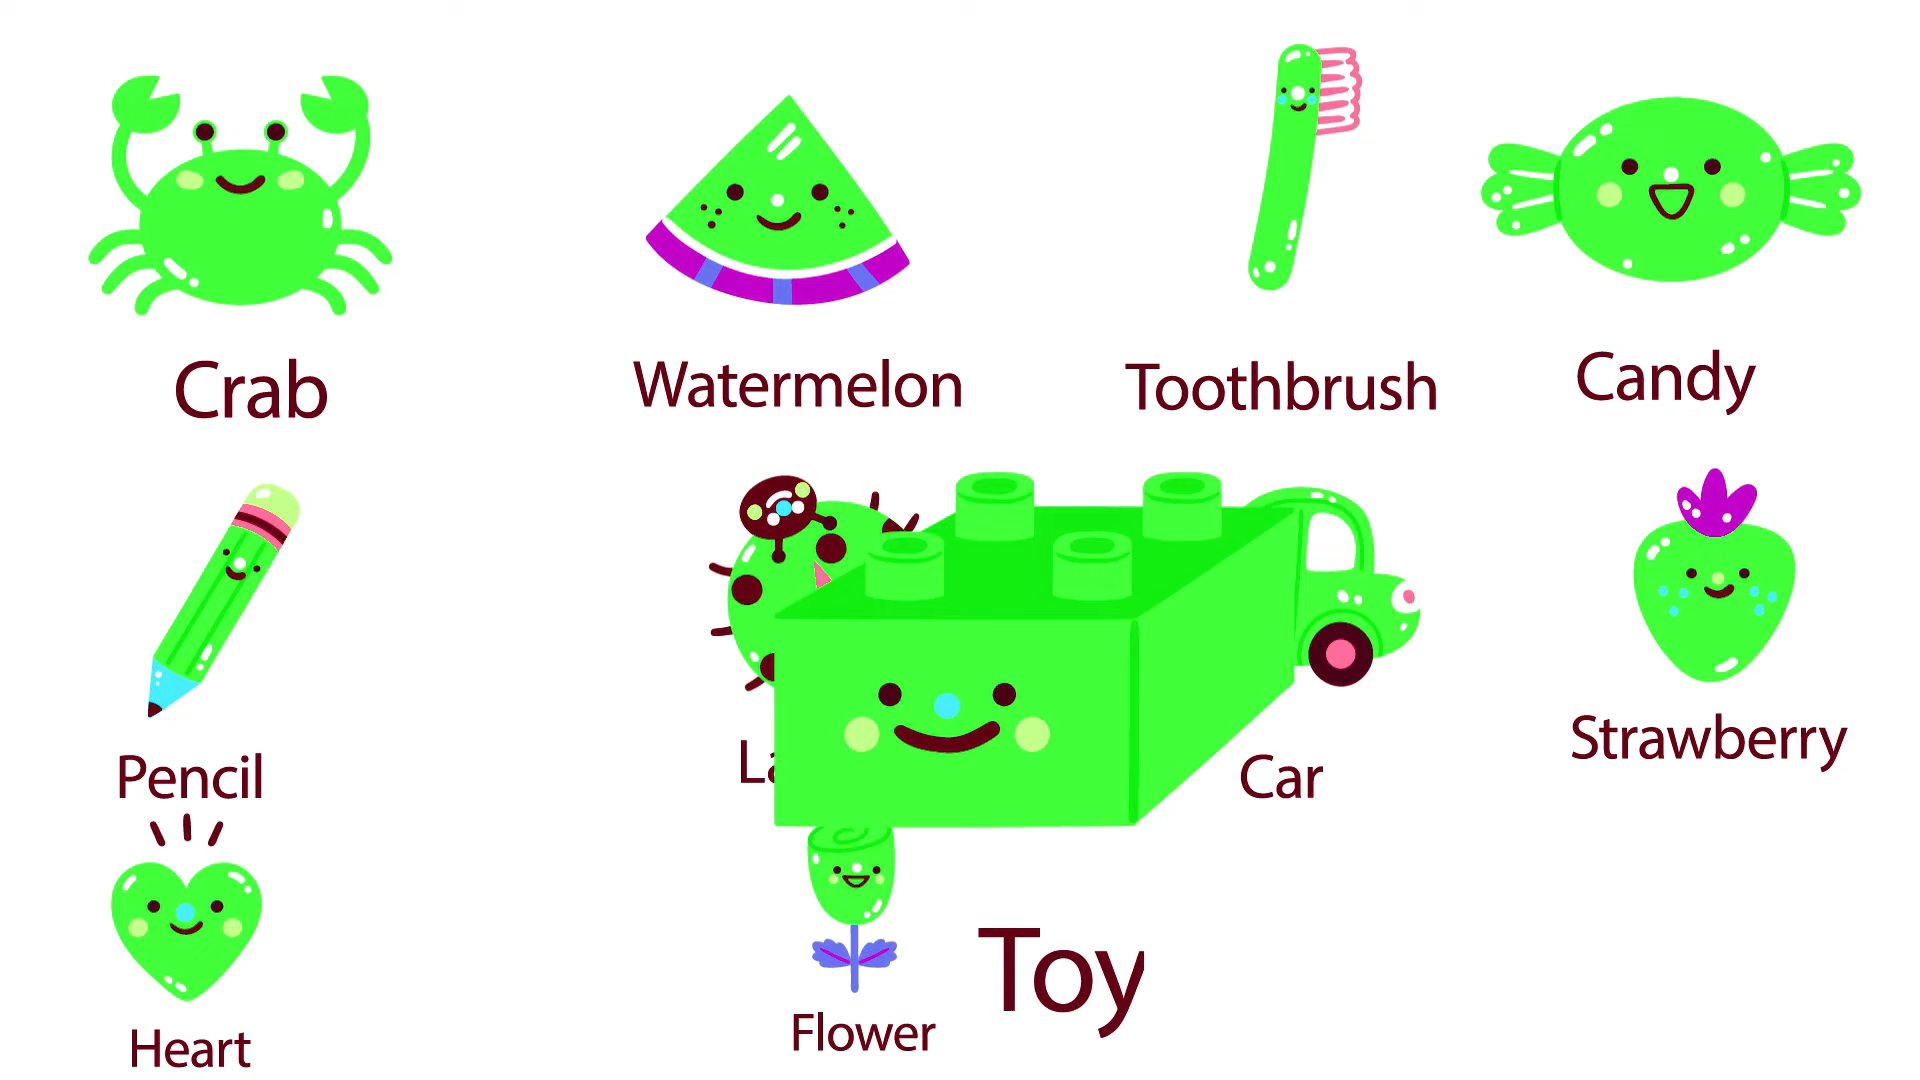 Crab
Watermelon
Toothbrush
Candy
Pencil
Car
Strawberry
Heart
Flower
Toy